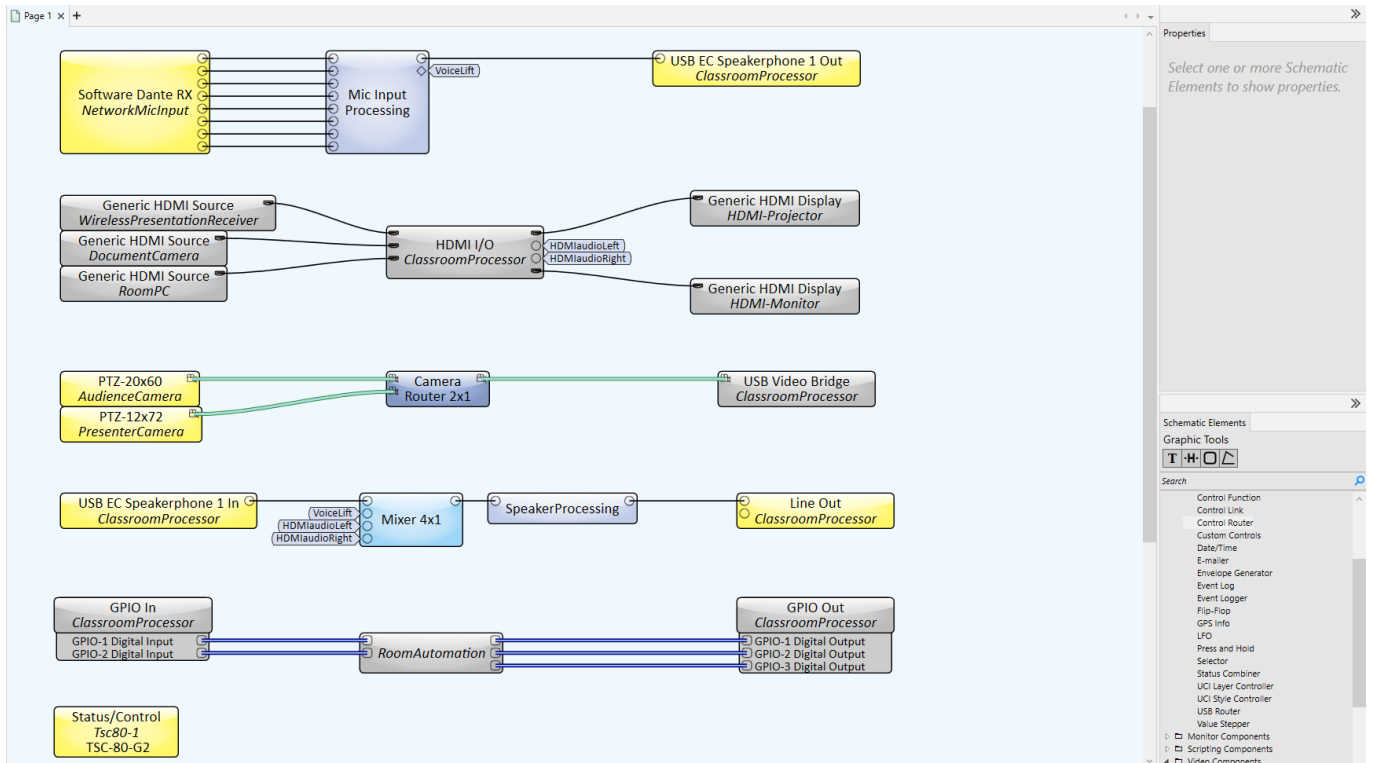 Page 1
Properties
Select one or more Schematic
Elements to show properties.
Software Dante RX
NetworkMicInput
Mic Input
Processing
VoiceLift
USB EC Speakerphone 1 Out
ClassroomProcessor
Generic HDMI Source
WirelessPresentationReceiver
Generic HDMI Source
DocumentCamera
Generic HDMI Source
RoomPC
HDMI I/O
ClassroomProcessor
HDMIaudioLeft
HDMIaudioRight
Generic HDMI Display
HDMI-Projector
Generic HDMI Display
HDMI-Monitor
PTZ-20x60
AudienceCamera
PTZ-12x72
PresenterCamera
Camera
Router 2x1
USB Video Bridge
ClassroomProcessor
USB EC Speakerphone 1 In
ClassroomProcessor
VoiceLift
HDMIaudioLeft
HDMIaudioRight
Mixer 4x1
SpeakerProcessing
Line Out
ClassroomProcessor
GPIO In
ClassroomProcessor
GPIO-1 Digital Input
GPIO-2 Digital Input
RoomAutomation
GPIO Out
ClassroomProcessor
GPIO-1 Digital Output
GPIO-2 Digital Output
GPIO-3 Digital Output
Status/Control
Tsc80-1
TSC-80-G2
Schematic Elements
Graphic Tools
T H
Search
Control Function
Control Link
Control Router
Custom Controls
Date/Time
E-mailer
Envelope Generator
Event Log
Event Logger
Flip-Flop
GPS Info
LFO
Press and Hold
Selector
Status Combiner
UCI Layer Controller
UCI Style Controller
USB Router
Value Stepper
Monitor Components
Scripting Components
Video Components